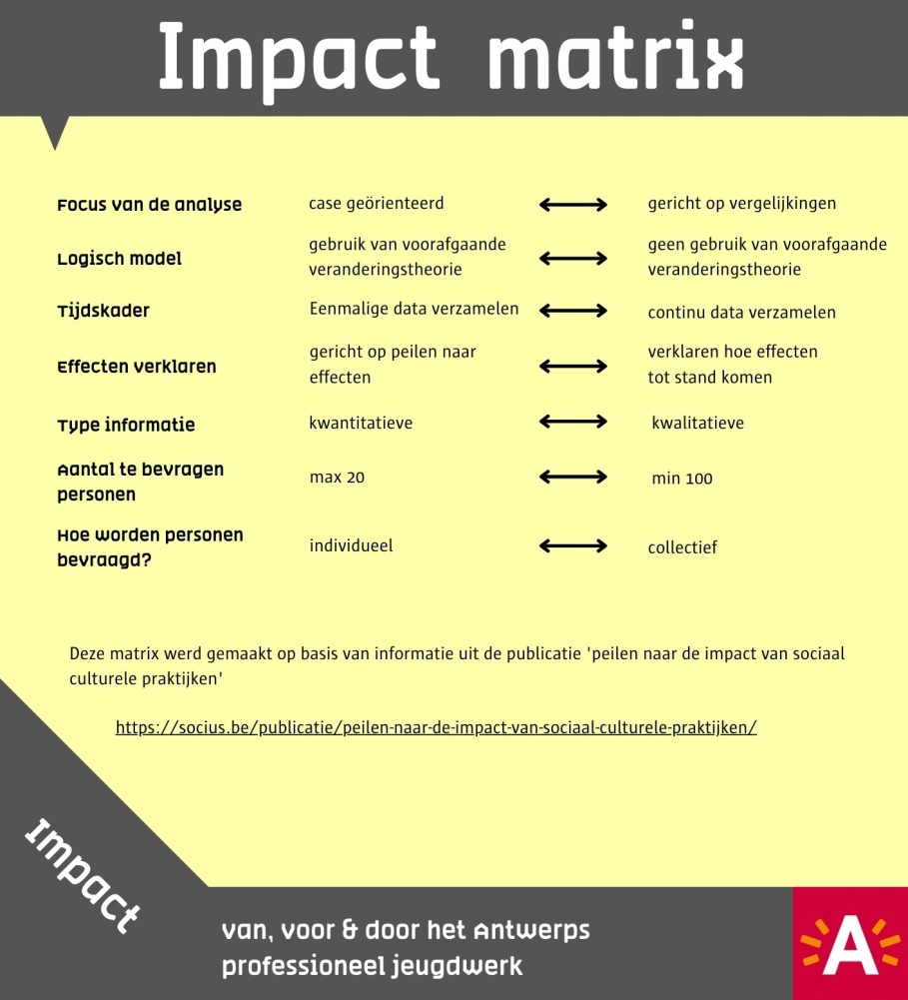 Impact matrix
Focus van de analyse case geörienteerd gericht op vergelijkingen
Logisch model gebruik van voorafgaande veranderingstheorie geen gebruik van voorafgaande veranderingstheorie
Tijdskader Eenmalige data verzamelen continu data verzamelen
Effecten verklaren gericht op peilen naar effecten verklaren hoe effecten tot stand komen
Type informatie kwantitatieve kwalitatieve
Aantal te bevragen personen max 20 min 100
Hoe worden personen bevraagd? individueel collectief
Deze matrix werd gemaakt op basis van informatie uit de publicatie 'peilen naar de impact van sociaal
culturele praktijken'
https://socius.be/publicatie/peilen-naar-de-impact-van-sociaal-culturele-praktijken/
Impact
van, voor & door het Antwerps
professioneel jeugdwerk
A